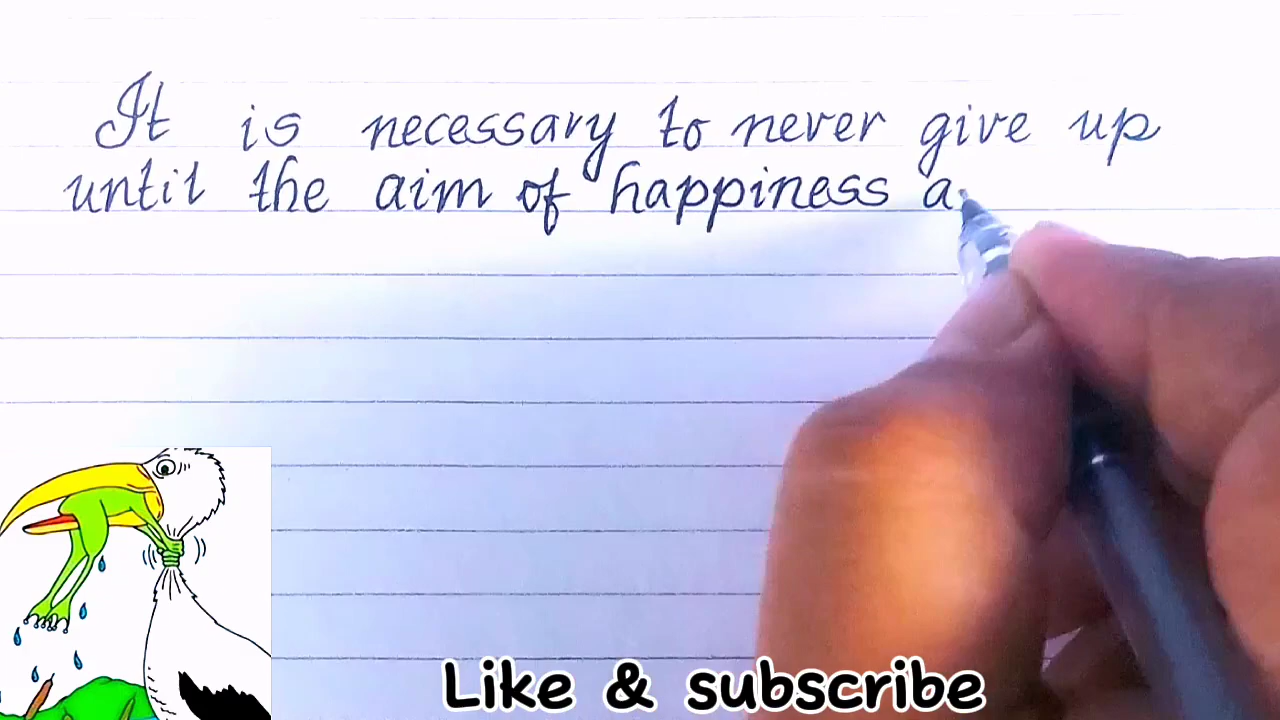 It is necessary to never give up
until the aim of happiness a
Like & subscribe